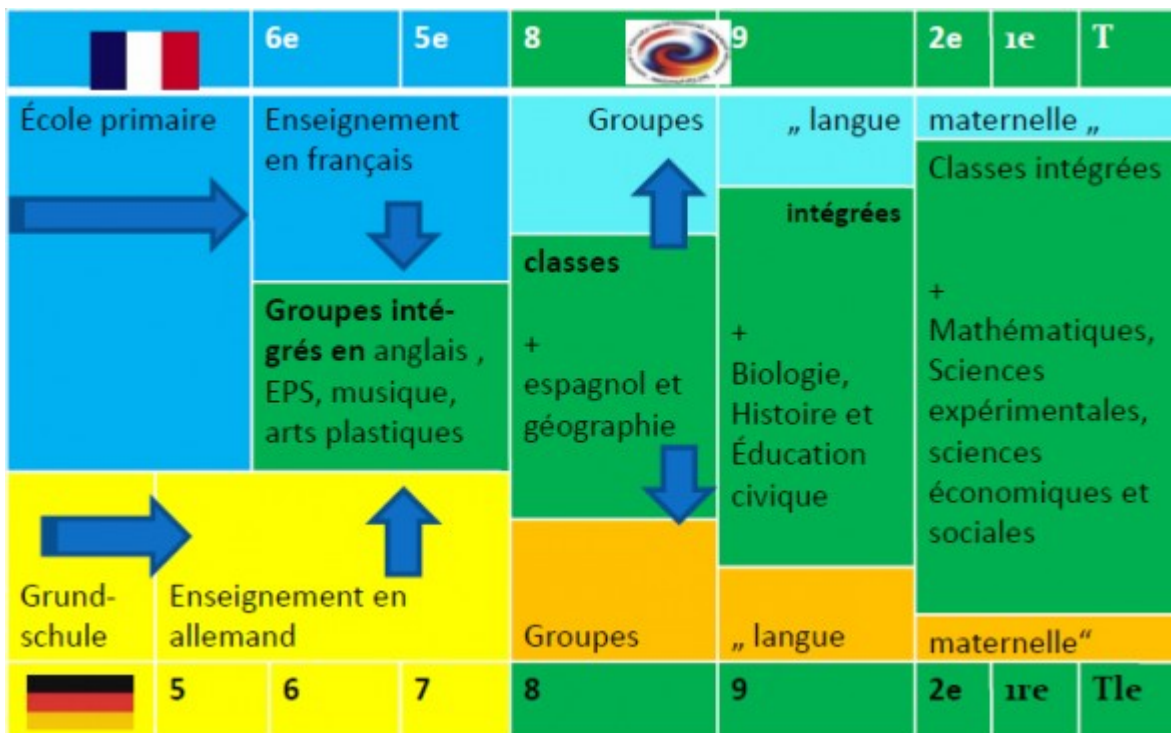 6e 5e 8 9 2e 1e T
École primaire
Enseignement
en français
Groupes „ langue maternelle „
Classes intégrées
+
Mathématiques,
Sciences
expérimentales,
sciences
économiques et
sociales
classes intégrées
+
espagnol et
géographie
+
Biologie,
Histoire et
Éducation
civique
Groupes inté-
grés en anglais ,
EPS, musique,
arts plastiques
Grund-
schule
Enseignement en
allemand
Groupes „ langue maternelle“
5 6 7 8 9 2e 1re Tle